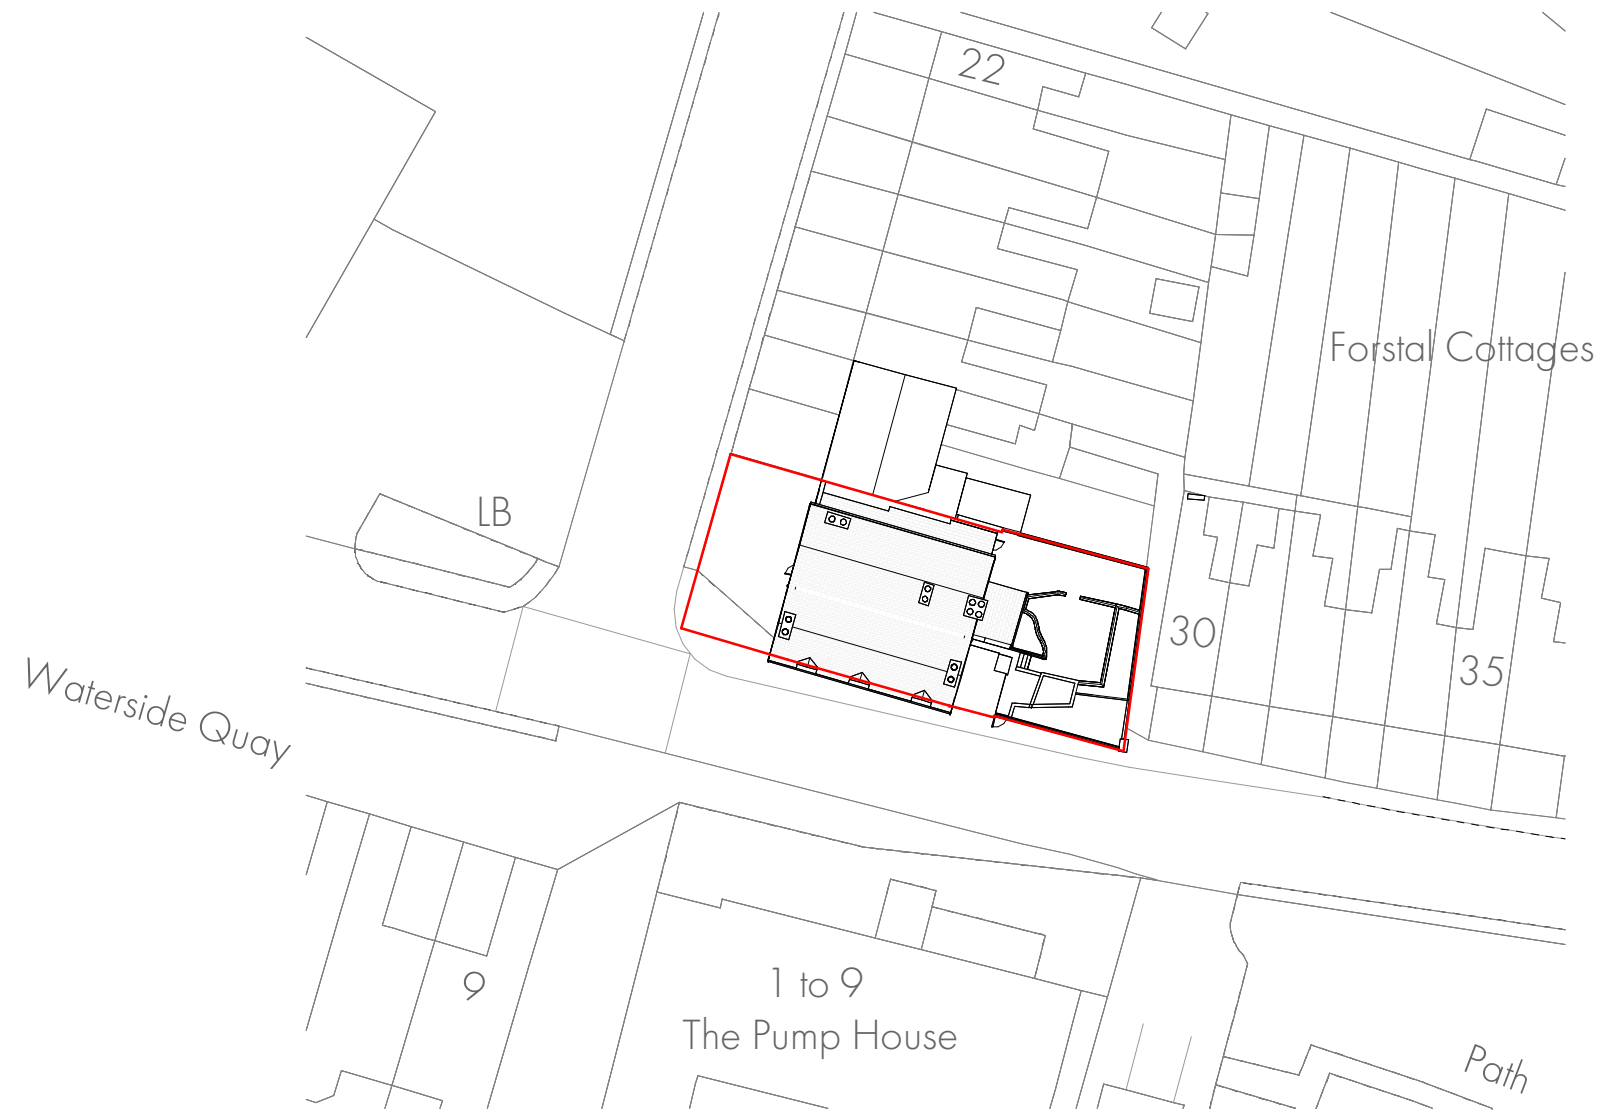 22
Forstal Cottages
LB
30
35
Waterside Quay
9
1 to 9
The Pump House
Path